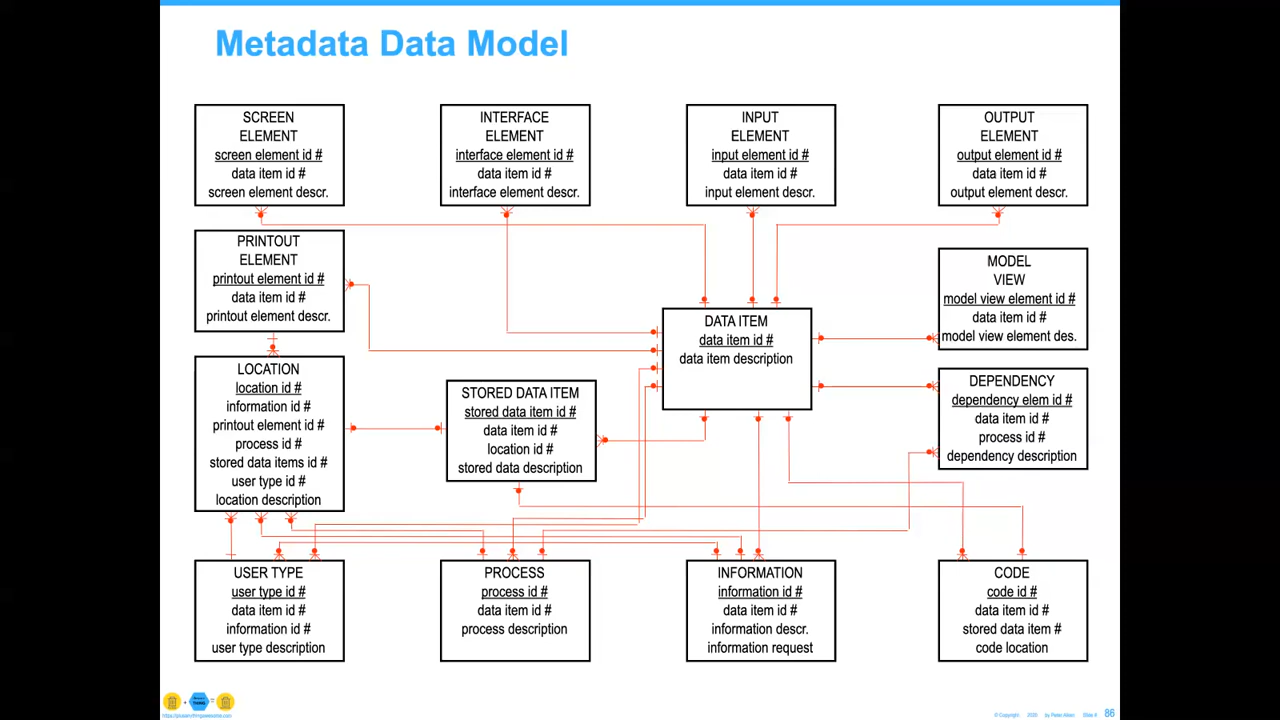 Metadata Data Model
SCREEN
ELEMENT
screen element id #
data item id #
screen element descr.
INTERFACE
ELEMENT
interface element id #
data item id #
interface element descr.
INPUT
ELEMENT
input element id #
data item id #
input element descr.
OUTPUT
ELEMENT
output element id #
data item id #
output element descr.
PRINTOUT
ELEMENT
printout element id #
data item id #
printout element descr.
MODEL
VIEW
model view element id #
data item id #
model view element des.
DATA ITEM
data item id #
data item description
LOCATION
location id #
information id #
printout element id #
process id #
stored data items id #
user type id #
location description
STORED DATA ITEM
stored data item id #
data item id #
location id #
stored data description
DEPENDENCY
dependency elem id #
data item id #
process id #
dependency description
USER TYPE
user type id #
data item id #
information id #
user type description
PROCESS
process id #
data item id #
process description
INFORMATION
information id #
data item id #
information descr.
information request
CODE
code id #
data item id #
stored data item #
code location
© Copyright 2020 by Peter Aiken Slide # 86